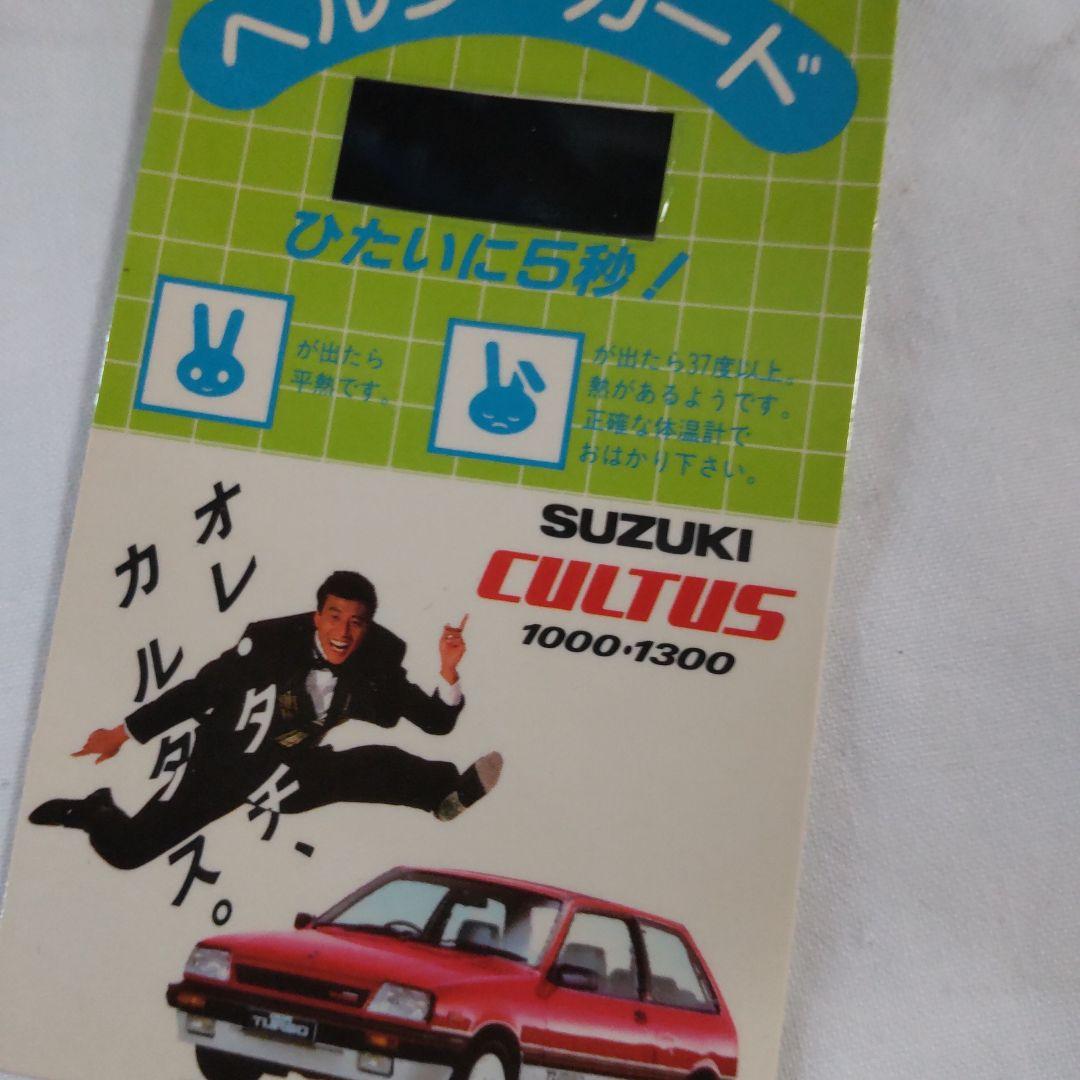 ヘルシーカード
ひたいに5秒!
が出たら
平熱です。
が出たら37度以上。
熱があるようです。
正確な体温計で
おはかり下さい。
SUZUKI
CULTUS
1000・1300
オレ・タチ、
カルタス。
TURBO